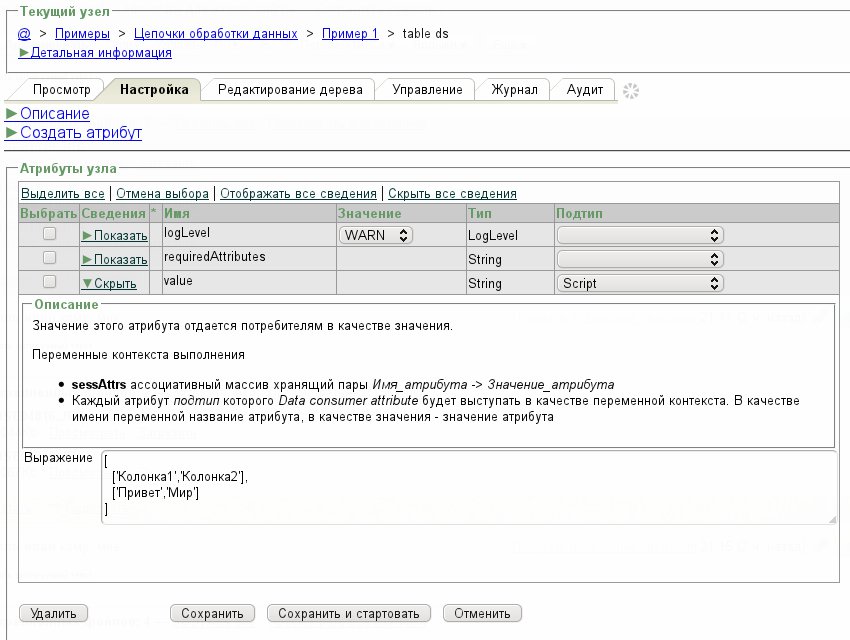 Текущий узел
@ > Примеры > Цепочки обработки данных > Пример 1 > table ds
▶Детальная информация
Просмотр Настройка Редактирование дерева Управление Журнал Аудит
▶Описание
▶Создать атрибут
Атрибуты узла
Выделить все | Отмена выбора | Отображать все сведения | Скрыть все сведения
Выбрать Сведения * Имя Значение Тип Подтип
▶Показать logLevel WARN LogLevel
▶Показать requiredAttributes String
▼Скрыть value String Script
Описание
Значение этого атрибута отдается потребителям в качестве значения.
Переменные контекста выполнения
• sessAttrs ассоциативный массив хранящий пары Имя_атрибута -> Значение_атрибута
• Каждый атрибут подтип которого Data consumer attribute будет выступать в качестве переменной контекста. В качестве
имени переменной название атрибута, в качестве значения - значение атрибута
Выражение [
['Колонка1','Колонка2'],
['Привет','Мир']
]
Удалить Сохранить Сохранить и стартовать Отменить